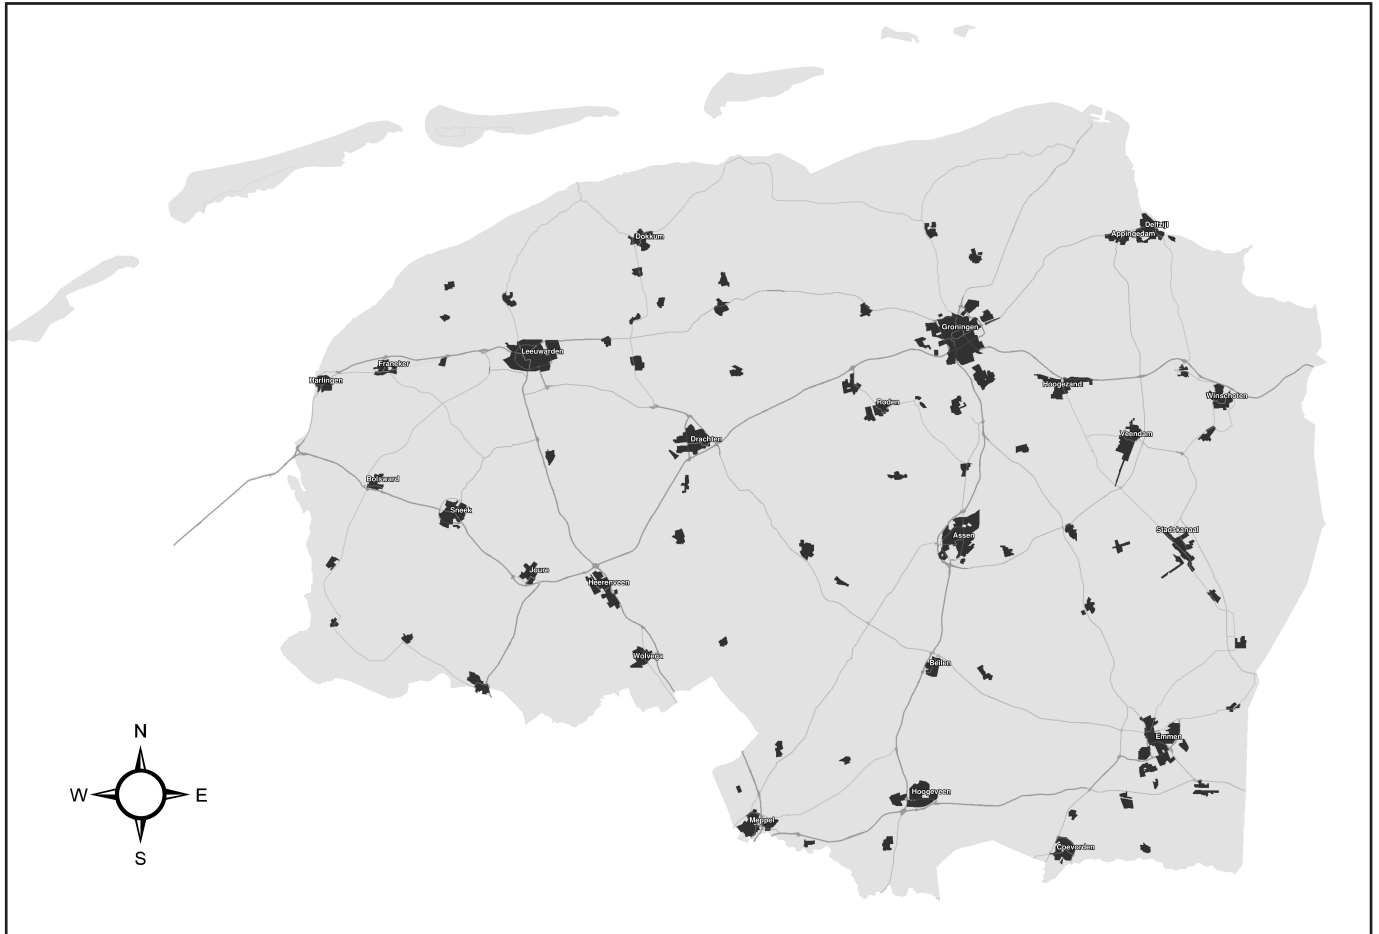 Delfzijl
Appingedam
Dokkum
Groningen
Leeuwarden
Franeker
Harlingen
Hoogezand
Winschoten
Roden
Veendam
Drachten
Bolsward
Sneek
Stadskanaal
Assen
Joure
Heerenveen
Wolvega
Beilen
Emmen
Hoogeveen
Meppel
Coevorden
N
W
E
S